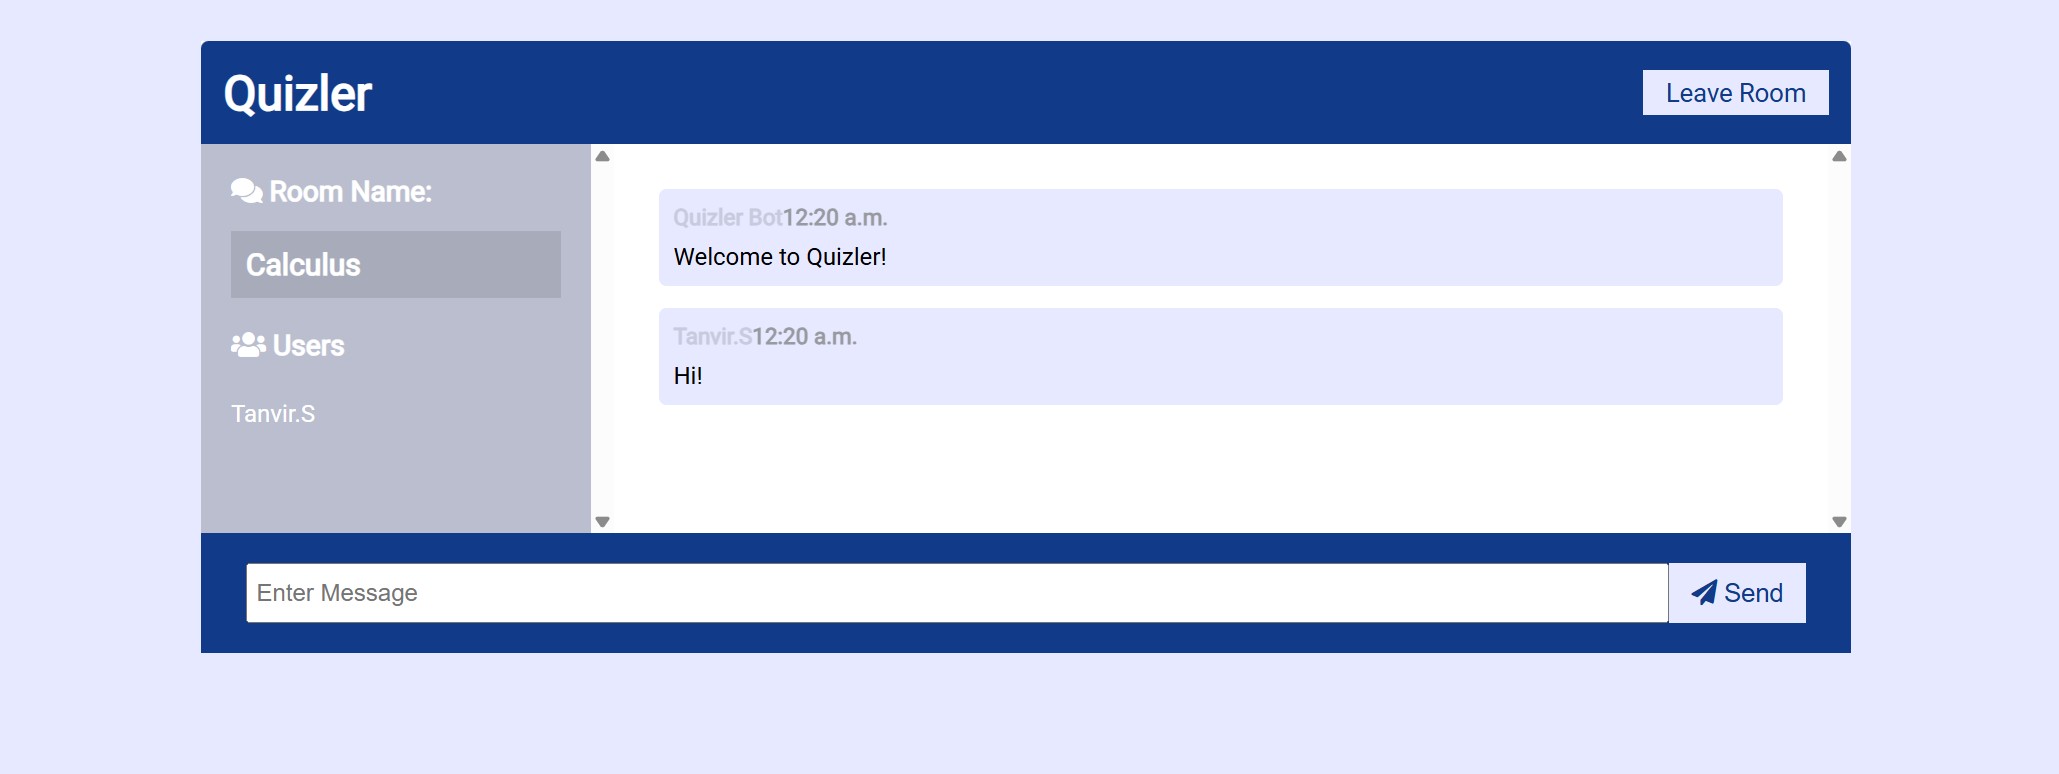 Quizler
Leave Room
Room Name:
Calculus
Users
Tanvir.S
Quizler Bot12:20 a.m.
Welcome to Quizler!
Tanvir.S12:20 a.m.
Hi!
Enter Message
Send